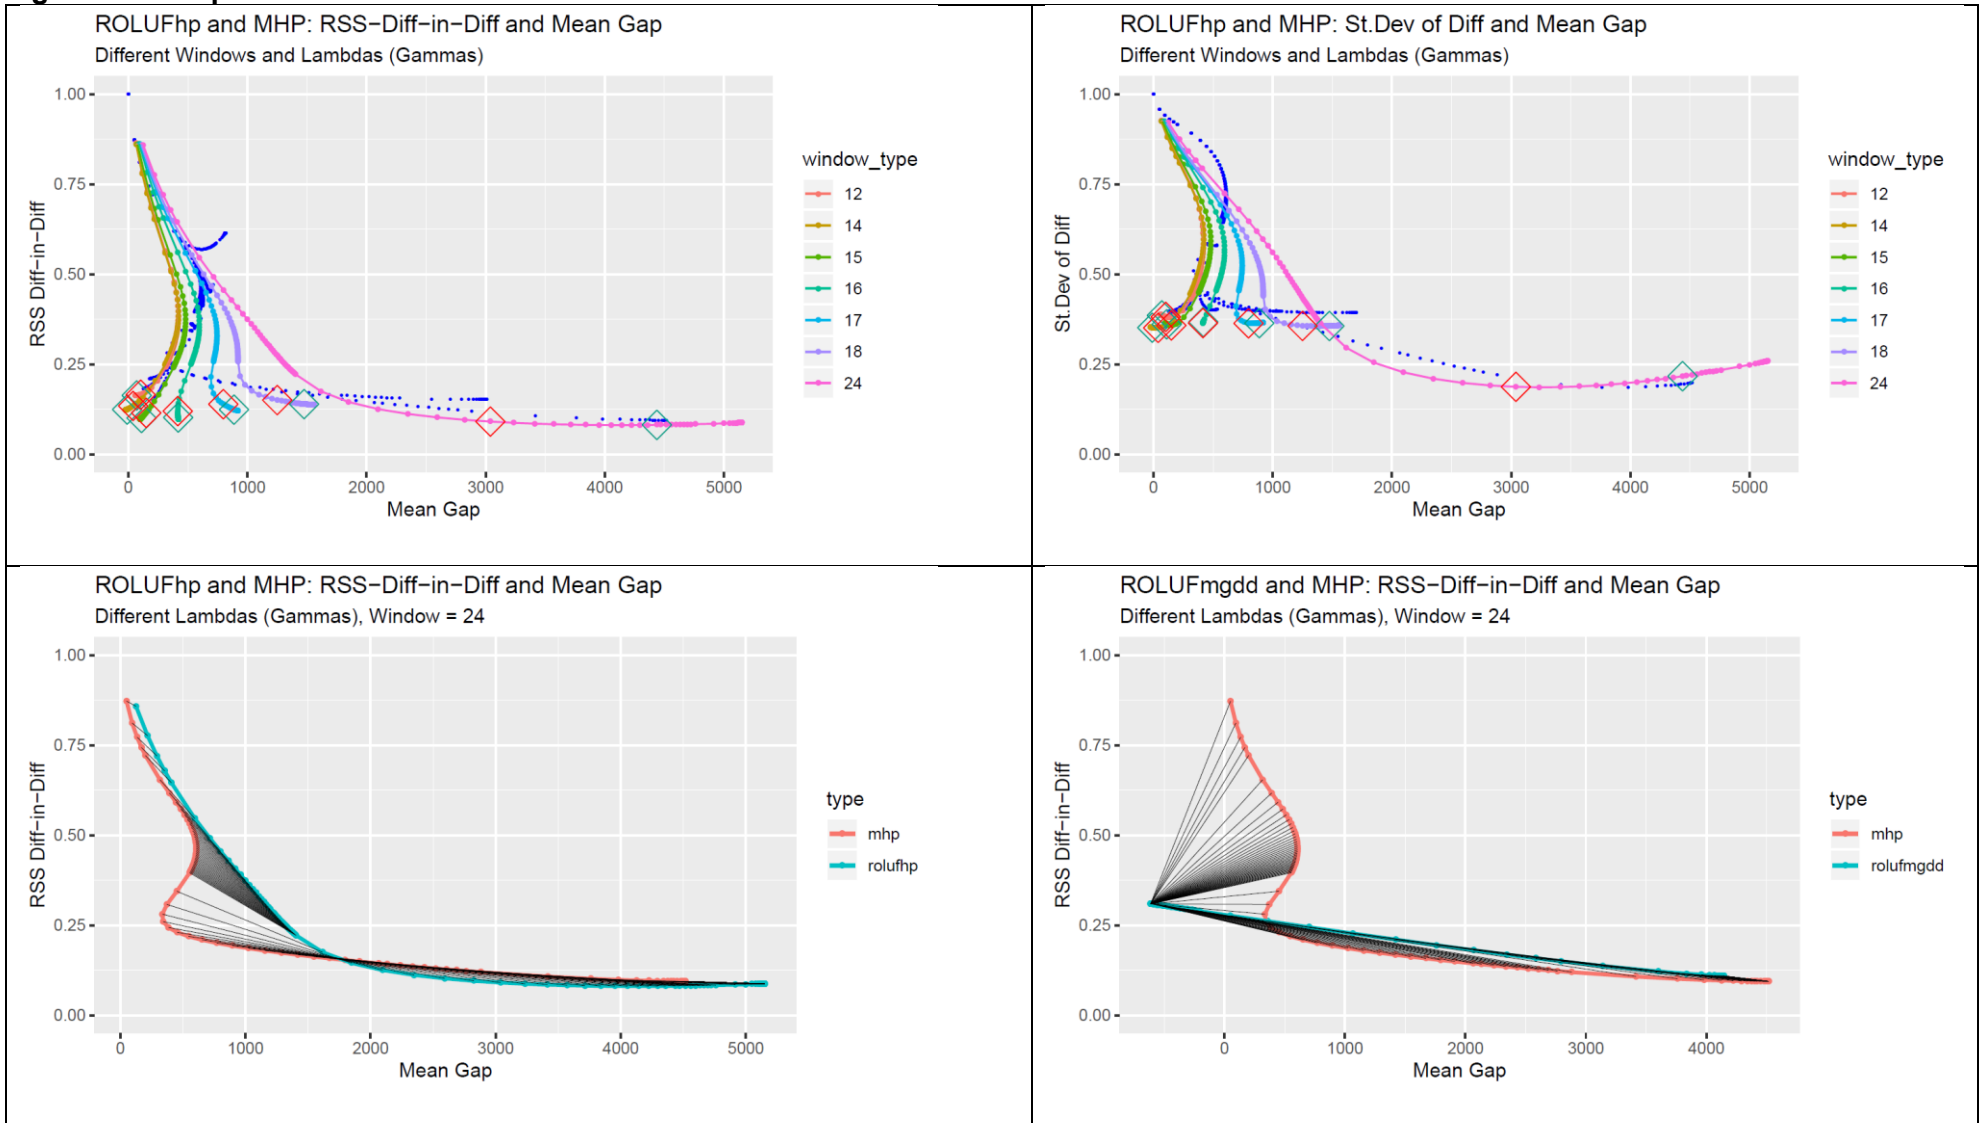 ROLUFhp and MHP: RSS−Diff−in−Diff and Mean Gap
Different Windows and Lambdas (Gammas)
RSS Diff−in−Diff
1.00
0.75
0.50
0.25
0.00
0 1000 2000 3000 4000 5000
Mean Gap
window_type
12
14
15
16
17
18
24
ROLUFhp and MHP: St.Dev of Diff and Mean Gap
Different Windows and Lambdas (Gammas)
St.Dev of Diff
1.00
0.75
0.50
0.25
0.00
0 1000 2000 3000 4000 5000
Mean Gap
window_type
12
14
15
16
17
18
24
ROLUFhp and MHP: RSS−Diff−in−Diff and Mean Gap
Different Lambdas (Gammas), Window = 24
RSS Diff−in−Diff
1.00
0.75
0.50
0.25
0.00
0 1000 2000 3000 4000 5000
Mean Gap
type
mhp
rolufhp
ROLUFmgdd and MHP: RSS−Diff−in−Diff and Mean Gap
Different Lambdas (Gammas), Window = 24
RSS Diff−in−Diff
1.00
0.75
0.50
0.25
0.00
0 1000 2000 3000 4000
Mean Gap
type
mhp
rolufmgdd